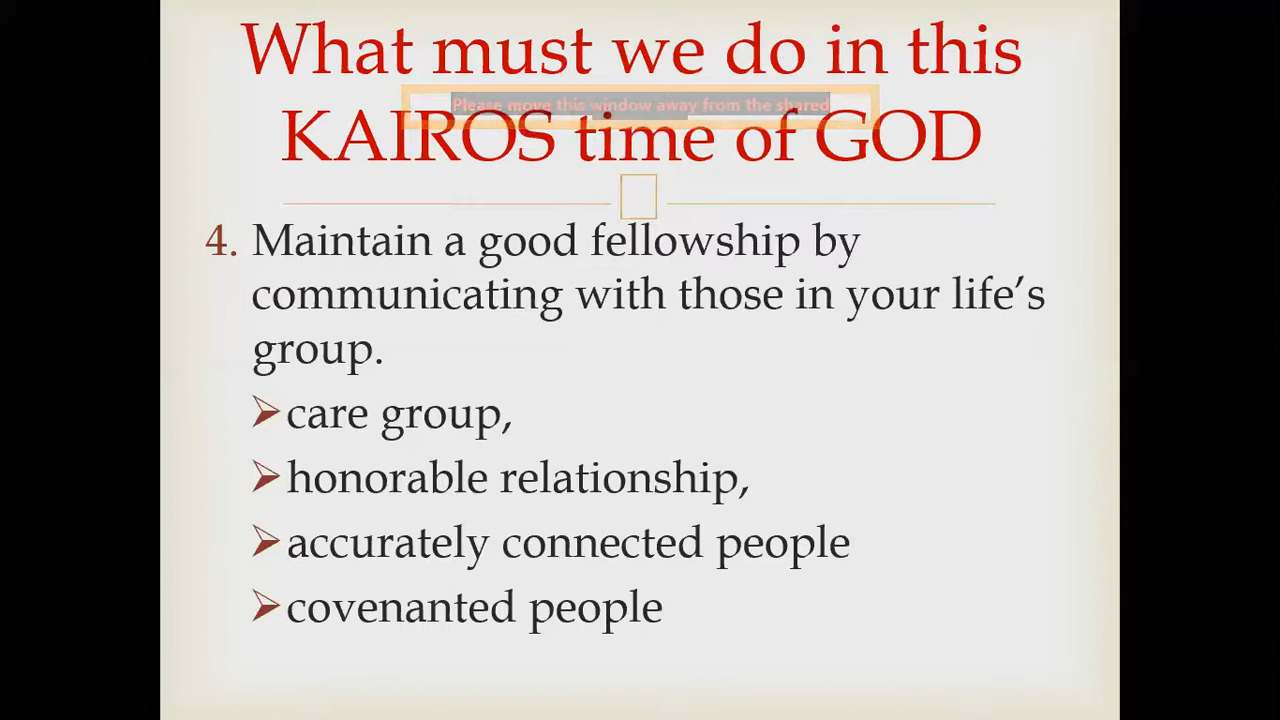 What must we do in this
Please move this window away from the shared
KAIROS time of GOD
4. Maintain a good fellowship by
communicating with those in your life’s
group.
care group,
honorable relationship,
accurately connected people
covenanted people